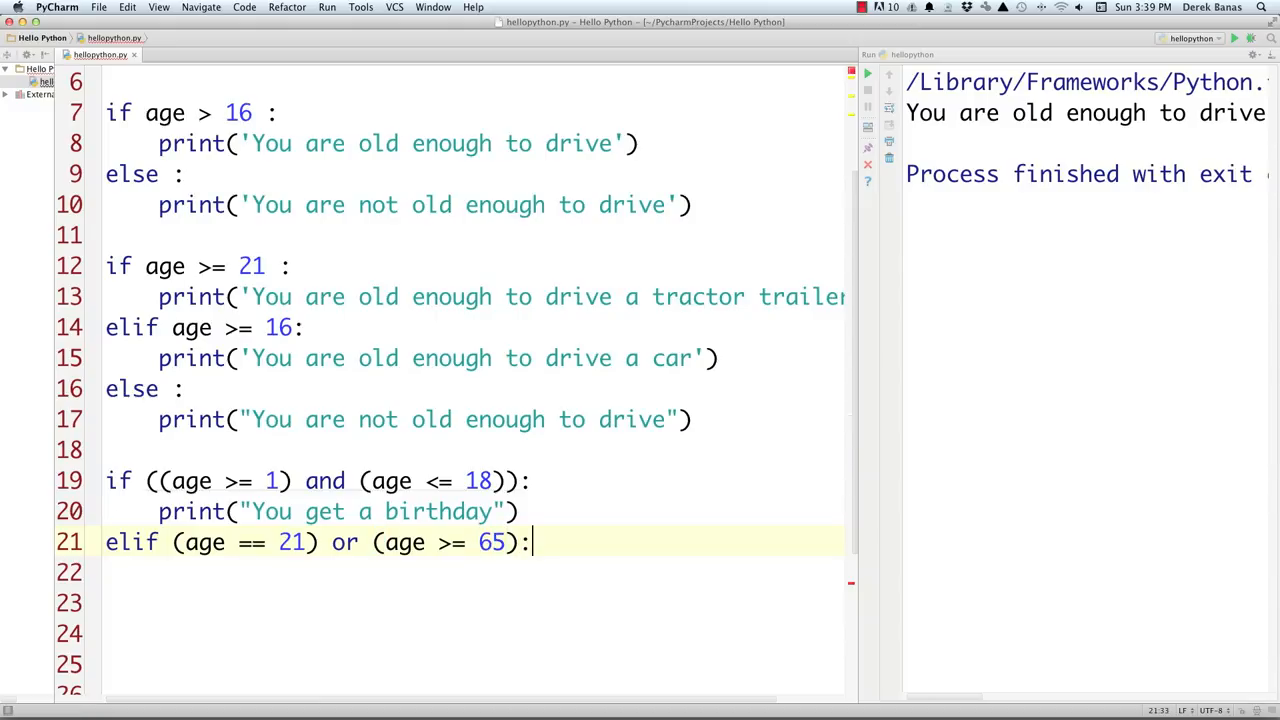 PyCharm File Edit View Navigate Code Refactor Run Tools VCS Window Help 10 Sun 3:39 PM Derek Banas
hellopython.py – Hello Python – [~/PycharmProjects/Hello Python]
Hello Python hellopython.py hellopython
hellopython.py × Run hellopython
Hello P
hell
Externa
6
7 if age > 16 :
8 print('You are old enough to drive')
9 else :
10 print('You are not old enough to drive')
11
12 if age >= 21 :
13 print('You are old enough to drive a tractor trailer
14 elif age >= 16:
15 print('You are old enough to drive a car')
16 else :
17 print("You are not old enough to drive")
18
19 if ((age >= 1) and (age <= 18)):
20 print("You get a birthday")
21 elif (age == 21) or (age >= 65):
22
23
24
25
26
/Library/Frameworks/Python.
You are old enough to drive
Process finished with exit
21:33 LF UTF-8